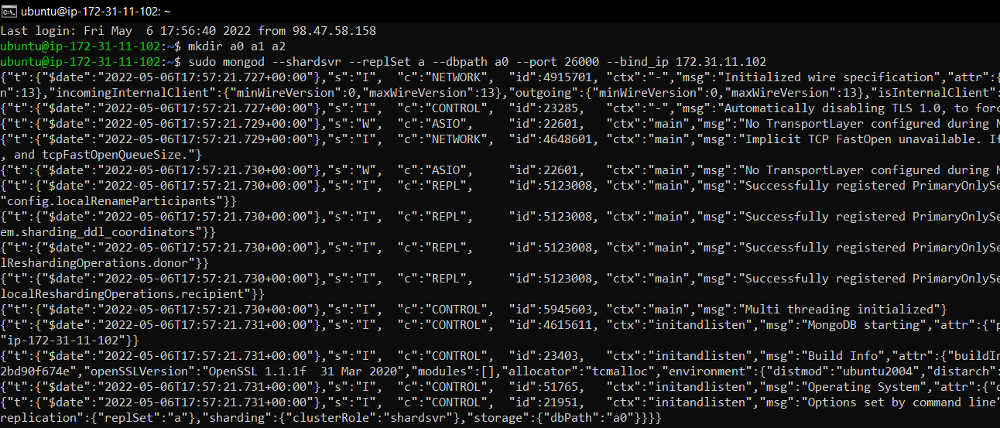 ubuntu@ip-172-31-11-102: ~
Last login: Fri May  6 17:56:40 2022 from 98.47.58.158
ubuntu@ip-172-31-11-102:~$ mkdir a0 a1 a2
ubuntu@ip-172-31-11-102:~$ sudo mongod --shardsvr --replSet a --dbpath a0 --port 26000 --bind_ip 172.31.11.102
{"t":{"$date":"2022-05-06T17:57:21.727+00:00"},"s":"I",  "c":"NETWORK",  "id":4915701, "ctx":"-","msg":"Initialized wire specification","attr":{
n":13},"incomingInternalClient":{"minWireVersion":0,"maxWireVersion":13},"outgoing":{"minWireVersion":0,"maxWireVersion":13},"isInternalClient":
{"t":{"$date":"2022-05-06T17:57:21.727+00:00"},"s":"I",  "c":"CONTROL",  "id":23285,   "ctx":"-","msg":"Automatically disabling TLS 1.0, to forc
{"t":{"$date":"2022-05-06T17:57:21.729+00:00"},"s":"W",  "c":"ASIO",     "id":22601,   "ctx":"main","msg":"No TransportLayer configured during N
{"t":{"$date":"2022-05-06T17:57:21.729+00:00"},"s":"I",  "c":"NETWORK",  "id":4648601, "ctx":"main","msg":"Implicit TCP FastOpen unavailable. If
, and tcpFastOpenQueueSize."}
{"t":{"$date":"2022-05-06T17:57:21.730+00:00"},"s":"W",  "c":"ASIO",     "id":22601,   "ctx":"main","msg":"No TransportLayer configured during N
{"t":{"$date":"2022-05-06T17:57:21.730+00:00"},"s":"I",  "c":"REPL",     "id":5123008, "ctx":"main","msg":"Successfully registered PrimaryOnlySe
"config.localRenameParticipants"}}
{"t":{"$date":"2022-05-06T17:57:21.730+00:00"},"s":"I",  "c":"REPL",     "id":5123008, "ctx":"main","msg":"Successfully registered PrimaryOnlySe
em.sharding_ddl_coordinators"}}
{"t":{"$date":"2022-05-06T17:57:21.730+00:00"},"s":"I",  "c":"REPL",     "id":5123008, "ctx":"main","msg":"Successfully registered PrimaryOnlySe
lReshardingOperations.donor"}}
{"t":{"$date":"2022-05-06T17:57:21.730+00:00"},"s":"I",  "c":"REPL",     "id":5123008, "ctx":"main","msg":"Successfully registered PrimaryOnlySe
localReshardingOperations.recipient"}}
{"t":{"$date":"2022-05-06T17:57:21.730+00:00"},"s":"I",  "c":"CONTROL",  "id":5945603, "ctx":"main","msg":"Multi threading initialized"}
{"t":{"$date":"2022-05-06T17:57:21.731+00:00"},"s":"I",  "c":"CONTROL",  "id":4615611, "ctx":"initandlisten","msg":"MongoDB starting","attr":{"p
"ip-172-31-11-102"}}
{"t":{"$date":"2022-05-06T17:57:21.731+00:00"},"s":"I",  "c":"CONTROL",  "id":23403,   "ctx":"initandlisten","msg":"Build Info","attr":{"buildIn
2bd90f674e","openSSLVersion":"OpenSSL 1.1.1f  31 Mar 2020","modules":[],"allocator":"tcmalloc","environment":{"distmod":"ubuntu2004","distarch":
{"t":{"$date":"2022-05-06T17:57:21.731+00:00"},"s":"I",  "c":"CONTROL",  "id":51765,   "ctx":"initandlisten","msg":"Operating System","attr":{"o
{"t":{"$date":"2022-05-06T17:57:21.731+00:00"},"s":"I",  "c":"CONTROL",  "id":21951,   "ctx":"initandlisten","msg":"Options set by command line"
replication":{"replSet":"a"},"sharding":{"clusterRole":"shardsvr"},"storage":{"dbPath":"a0"}}}}